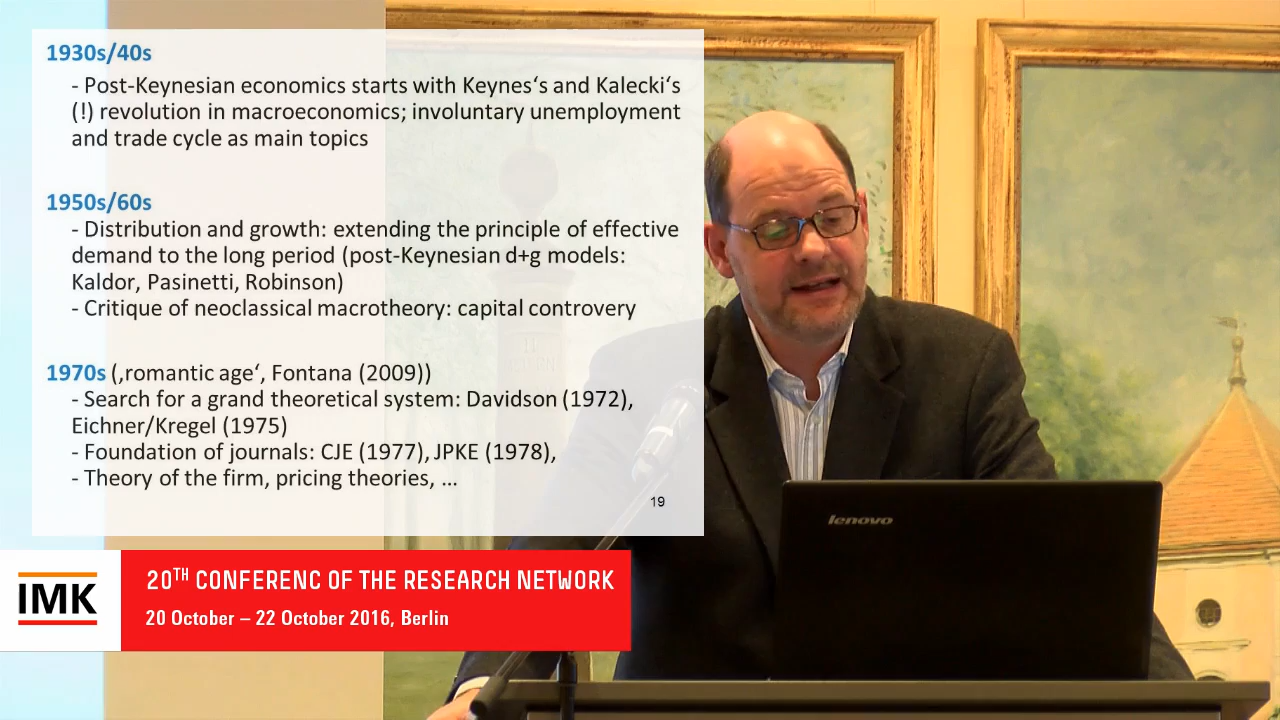 1930s/40s
- Post-Keynesian economics starts with Keynes‘s and Kalecki‘s
(!) revolution in macroeconomics; involuntary unemployment
and trade cycle as main topics
1950s/60s
- Distribution and growth: extending the principle of effective
demand to the long period (post-Keynesian d+g models:
Kaldor, Pasinetti, Robinson)
- Critique of neoclassical macrotheory: capital controvery
1970s (‚romantic age‘, Fontana (2009))
- Search for a grand theoretical system: Davidson (1972),
Eichner/Kregel (1975)
- Foundation of journals: CJE (1977), JPKE (1978),
- Theory of the firm, pricing theories, …
19
IMK
20TH CONFERENC OF THE RESEARCH NETWORK
20 October – 22 October 2016, Berlin
lenovo